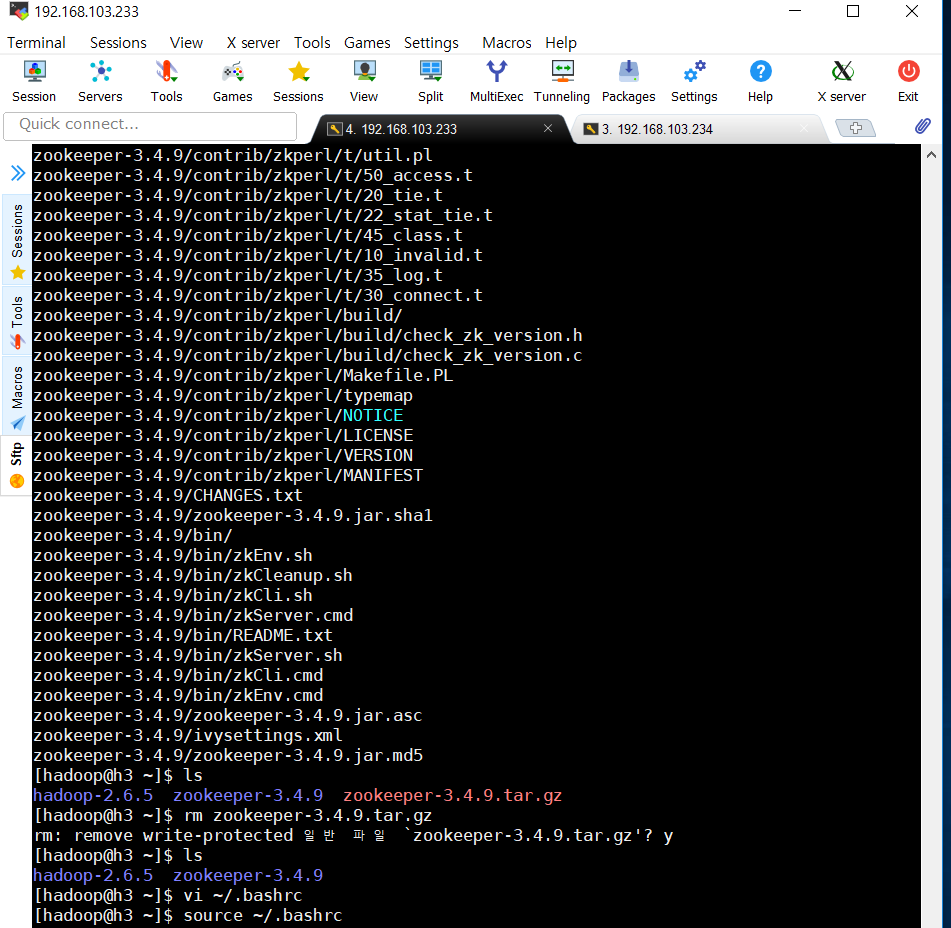 192.168.103.233
Terminal Sessions View X server Tools Games Settings Macros Help
Session Servers Tools Games Sessions View Split MultiExec Tunneling Packages Settings Help X server Exit
Quick connect...
4. 192.168.103.233
3. 192.168.103.234
Sessions
Tools
Macros
Sftp
zookeeper-3.4.9/contrib/zkperl/t/util.pl
zookeeper-3.4.9/contrib/zkperl/t/50_access.t
zookeeper-3.4.9/contrib/zkperl/t/20_tie.t
zookeeper-3.4.9/contrib/zkperl/t/22_stat_tie.t
zookeeper-3.4.9/contrib/zkperl/t/45_class.t
zookeeper-3.4.9/contrib/zkperl/t/10_invalid.t
zookeeper-3.4.9/contrib/zkperl/t/35_log.t
zookeeper-3.4.9/contrib/zkperl/t/30_connect.t
zookeeper-3.4.9/contrib/zkperl/build/
zookeeper-3.4.9/contrib/zkperl/build/check_zk_version.h
zookeeper-3.4.9/contrib/zkperl/build/check_zk_version.c
zookeeper-3.4.9/contrib/zkperl/Makefile.PL
zookeeper-3.4.9/contrib/zkperl/typemap
zookeeper-3.4.9/contrib/zkperl/NOTICE
zookeeper-3.4.9/contrib/zkperl/LICENSE
zookeeper-3.4.9/contrib/zkperl/VERSION
zookeeper-3.4.9/contrib/zkperl/MANIFEST
zookeeper-3.4.9/CHANGES.txt
zookeeper-3.4.9/zookeeper-3.4.9.jar.sha1
zookeeper-3.4.9/bin/
zookeeper-3.4.9/bin/zkEnv.sh
zookeeper-3.4.9/bin/zkCleanup.sh
zookeeper-3.4.9/bin/zkCli.sh
zookeeper-3.4.9/bin/zkServer.cmd
zookeeper-3.4.9/bin/README.txt
zookeeper-3.4.9/bin/zkServer.sh
zookeeper-3.4.9/bin/zkCli.cmd
zookeeper-3.4.9/bin/zkEnv.cmd
zookeeper-3.4.9/zookeeper-3.4.9.jar.asc
zookeeper-3.4.9/ivysettings.xml
zookeeper-3.4.9/zookeeper-3.4.9.jar.md5
[hadoop@h3 ~]$ ls
hadoop-2.6.5 zookeeper-3.4.9 zookeeper-3.4.9.tar.gz
[hadoop@h3 ~]$ rm zookeeper-3.4.9.tar.gz
rm: remove write-protected 일반 파일 `zookeeper-3.4.9.tar.gz'? y
[hadoop@h3 ~]$ ls
hadoop-2.6.5 zookeeper-3.4.9
[hadoop@h3 ~]$ vi ~/.bashrc
[hadoop@h3 ~]$ source ~/.bashrc